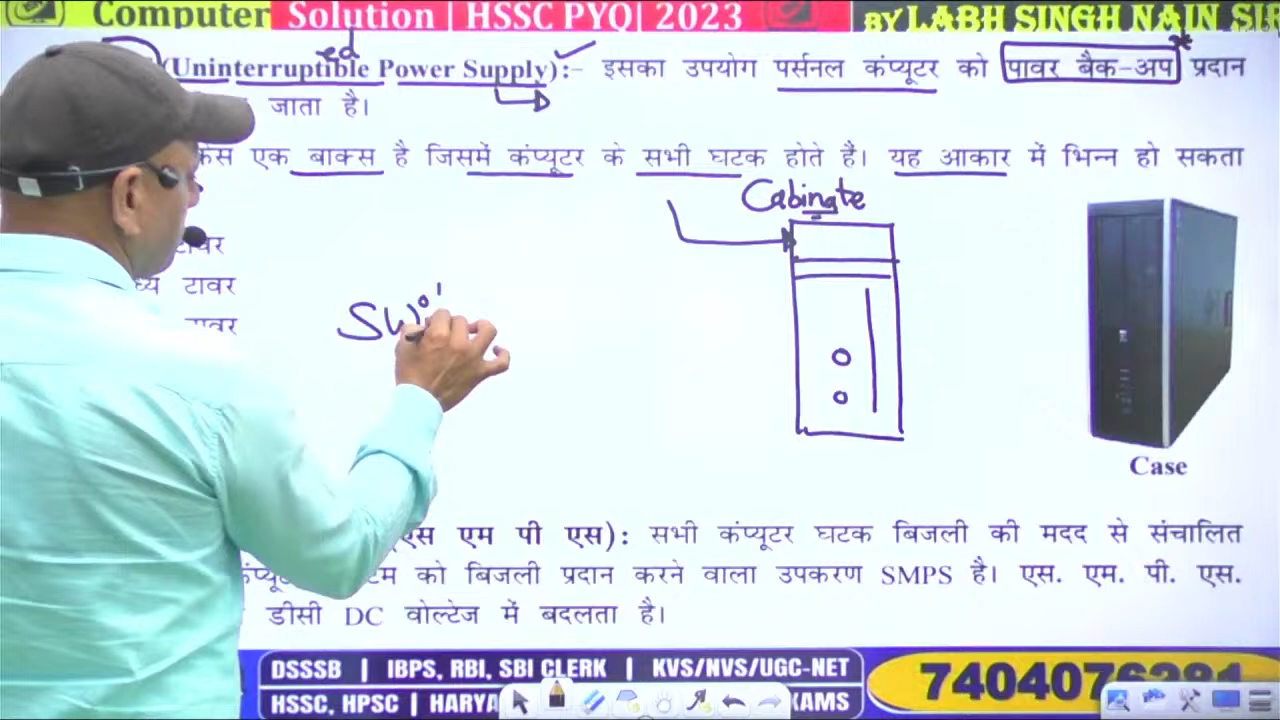 Computer Solution | HSSC PYQ| 2023 BY LABH SINGH NAIN SIR
ed
(Uninterruptible Power Supply):- इसका उपयोग पर्सनल कंप्यूटर को पावर बैक-अप प्रदान
जाता है।
केस एक बाक्स है जिसमें कंप्यूटर के सभी घटक होते हैं। यह आकार में भिन्न हो सकता
Cabinate
टावर
टावर
Case
(एस एम पी एस): सभी कंप्यूटर घटक बिजली की मदद से संचालित
को बिजली प्रदान करने वाला उपकरण SMPS है। एस. एम. पी. एस.
डीसी DC वोल्टेज में बदलता है।
DSSSB | IBPS, RBI, SBI CLERK | KVS/NVS/UGC-NET
HSSC, HPSC |